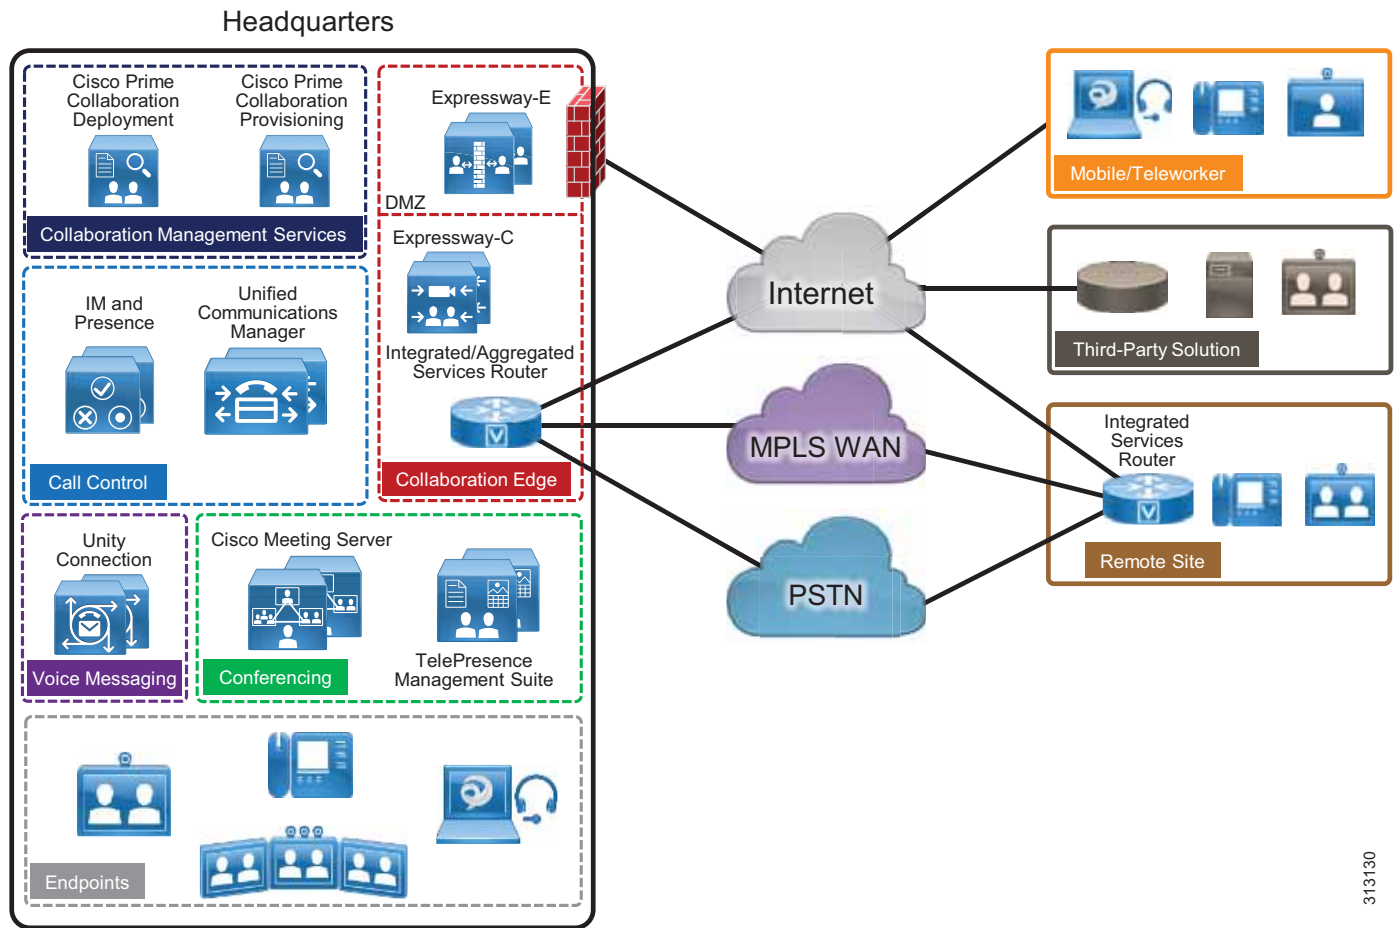 Headquarters
Cisco Prime
Collaboration
Deployment
Cisco Prime
Collaboration
Provisioning
Collaboration Management Services
Expressway-E
DMZ
Expressway-C
Integrated/Aggregated
Services Router
V
Collaboration Edge
IM and
Presence
Unified
Communications
Manager
Call Control
Unity
Connection
Voice Messaging
Cisco Meeting Server
TelePresence
Management Suite
Conferencing
Endpoints
Internet
MPLS WAN
PSTN
Mobile/Teleworker
Third-Party Solution
Integrated
Services
Router
V
Remote Site
313130